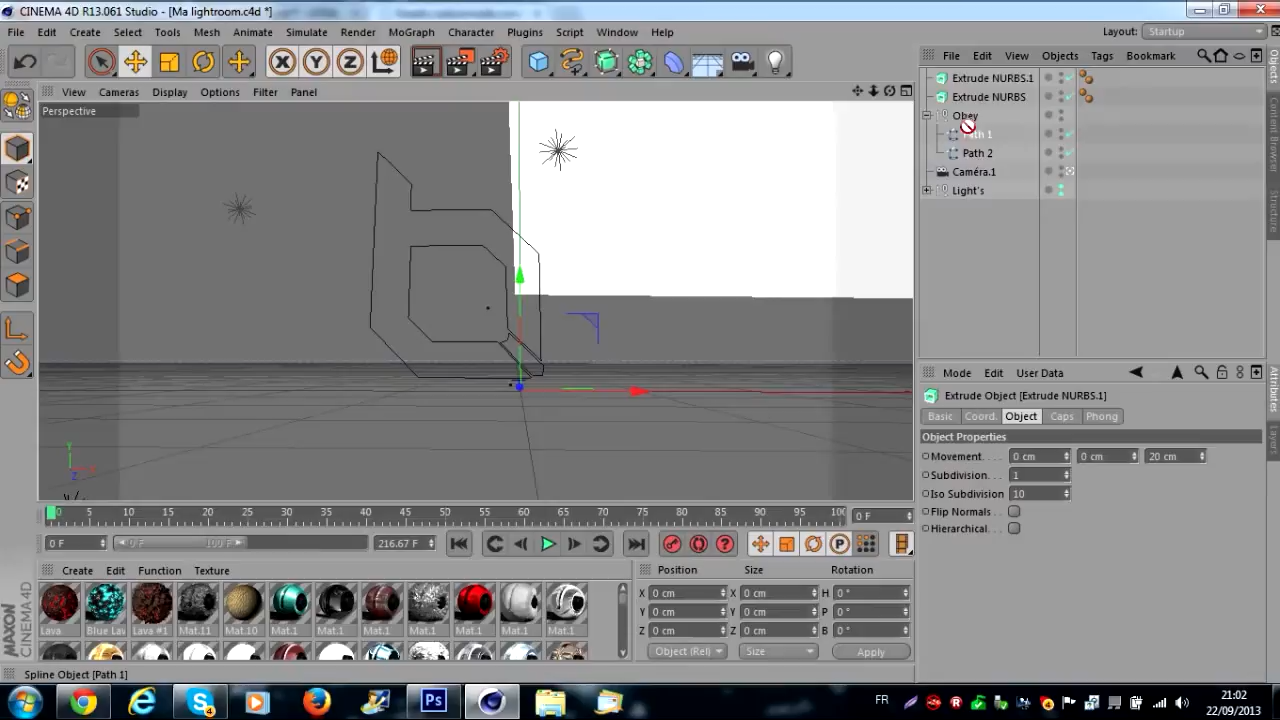 CINEMA 4D R13.061 Studio - [Ma lightroom.c4d *]
File Edit Create Select Tools Mesh Animate Simulate Render MoGraph Character Plugins Script Window Help
Layout: Startup
File Edit View Objects Tags Bookmark
View Cameras Display Options Filter Panel
Perspective
Extrude NURBS.1
Extrude NURBS
Obey
Path 1
Path 2
Caméra.1
Light's
Objects
Content Browser
Structure
Mode Edit User Data
Extrude Object [Extrude NURBS.1]
Basic Coord. Object Caps Phong
Object Properties
Movement. 0 cm 0 cm 20 cm
Subdivision. . . 1
Iso Subdivision 10
Flip Normals
Hierarchical
Attributes
Layers
0 5 10 15 20 25 30 35 40 45 50 55 60 65 70 75 80 85 90 95 100 0 F
0 F 0 F 100 F 216.67 F
Create Edit Function Texture
Lava Blue Lav Lava #1 Mat.11 Mat.10 Mat.1 Mat.1 Mat.1 Mat.1 Mat.1 Mat.1 Mat.1
Position Size Rotation
X 0 cm X 0 cm H 0 °
Y 0 cm Y 0 cm P 0 °
Z 0 cm Z 0 cm B 0 °
Object (Rel) Size Apply
MAXON CINEMA 4D
Spline Object [Path 1]
FR 21:02
22/09/2013